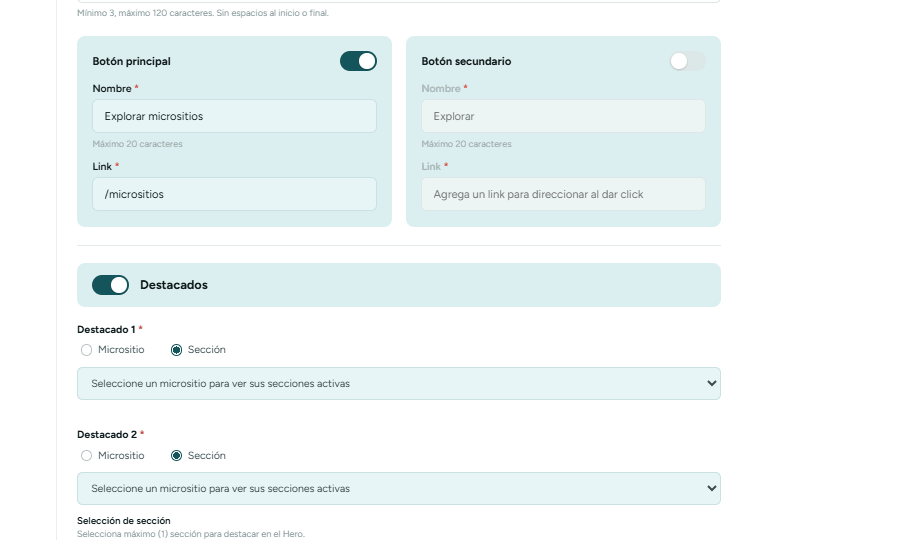 Mínimo 3, máximo 120 caracteres. Sin espacios al inicio o final.
Botón principal
Nombre *
Explorar micrositios
Máximo 20 caracteres
Link *
/micrositios
Botón secundario
Nombre *
Explorar
Máximo 20 caracteres
Link *
Agrega un link para direccionar al dar click
Destacados
Destacado 1 *
Micrositio Sección
Seleccione un micrositio para ver sus secciones activas
Destacado 2 *
Micrositio Sección
Seleccione un micrositio para ver sus secciones activas
Selección de sección
Selecciona máximo (1) sección para destacar en el Hero.